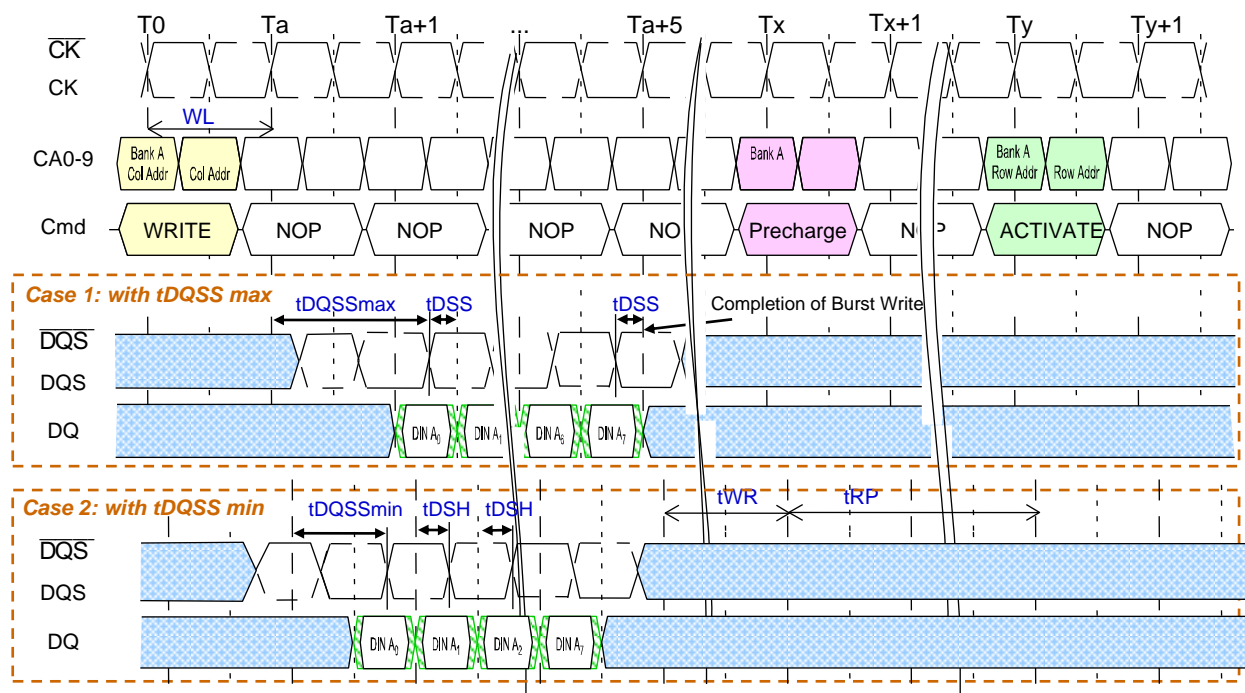 T0 Ta Ta+1 ... Ta+5 Tx Tx+1 Ty Ty+1
CK
CK
WL
CA0-9
Bank A
Col Addr
Col Addr
Bank A
Bank A
Row Addr
Row Addr
Cmd WRITE NOP NOP NOP Precharge ACTIVATE NOP
Case 1: with tDQSS max
tDQSSmax tDSS tDSS Completion of Burst Write
DQS
DQS
DQ DIN A0 DIN A1 DIN A6 DIN A7
Case 2: with tDQSS min
tDQSSmin tDSH tDSH tWR tRP
DQS
DQS
DQ DIN A0 DIN A1 DIN A2 DIN A7